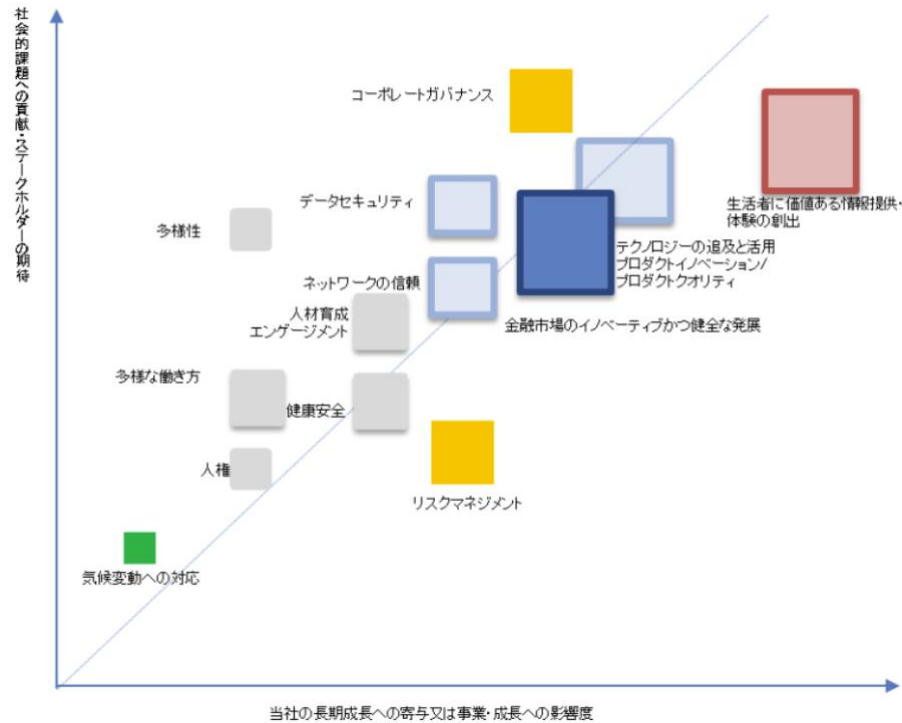 社会的課題への貢献・ステークホルダーの期待
コーポレートガバナンス
データセキュリティ
生活者に価値ある情報提供・
体験の創出
多様性
テクノロジーの追及と活用
プロダクトイノベーション/
プロダクトクオリティ
ネットワークの信頼
人材育成
エンゲージメント
金融市場のイノベーティブかつ健全な発展
多様な働き方
健康安全
人権
リスクマネジメント
気候変動への対応
当社の長期成長への寄与又は事業・成長への影響度